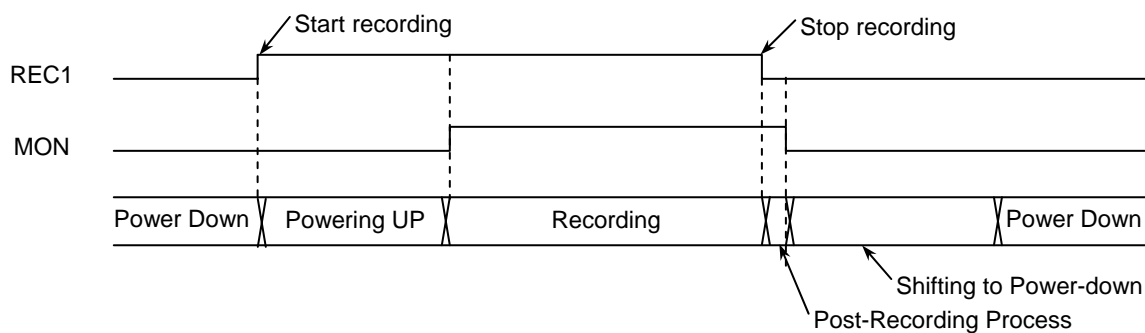 Start recording
Stop recording
REC1
MON
Power Down
Powering UP
Recording
Power Down
Shifting to Power-down
Post-Recording Process